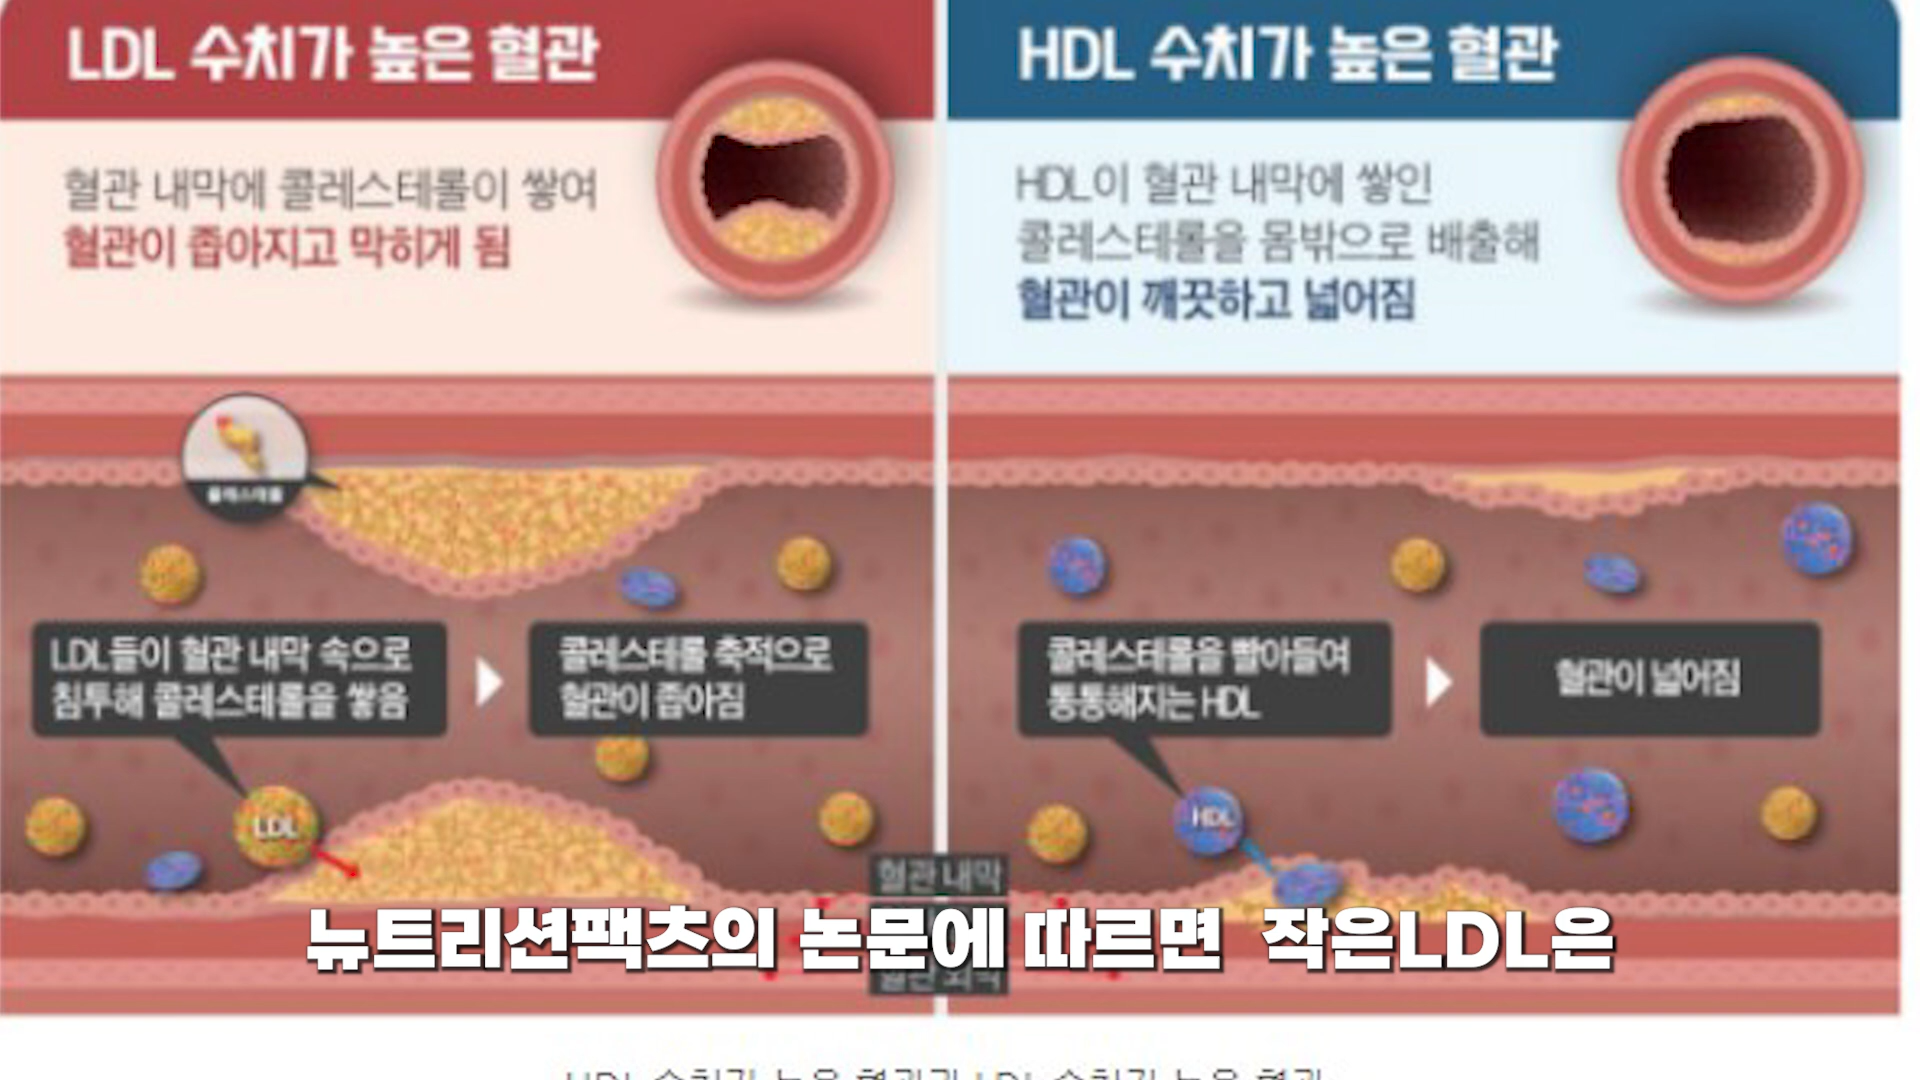 LDL 수치가 높은 혈관
혈관 내막에 콜레스테롤이 쌓여
혈관이 좁아지고 막히게 됨
콜레스테롤
LDL들이 혈관 내막 속으로
침투해 콜레스테롤을 쌓음
콜레스테롤 축적으로
혈관이 좁아짐
LDL
HDL 수치가 높은 혈관
HDL이 혈관 내막에 쌓인
콜레스테롤을 몸밖으로 배출해
혈관이 깨끗하고 넓어짐
콜레스테롤을 빨아들여
통통해지는 HDL
혈관이 넓어짐
HDL
혈관 내막
뉴트리션팩츠의 논문에 따르면 작은LDL은